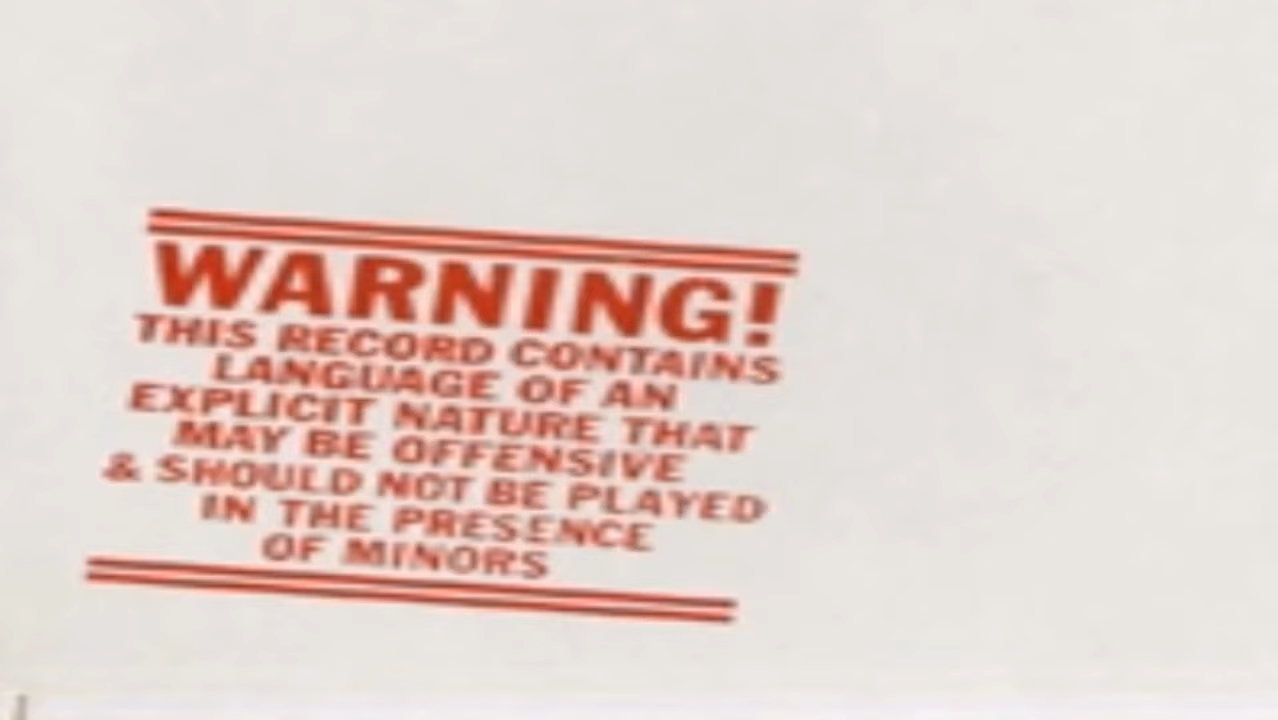 WARNING!
THIS RECORD CONTAINS
LANGUAGE OF AN
EXPLICIT NATURE THAT
MAY BE OFFENSIVE
& SHOULD NOT BE PLAYED
IN THE PRESENCE
OF MINORS